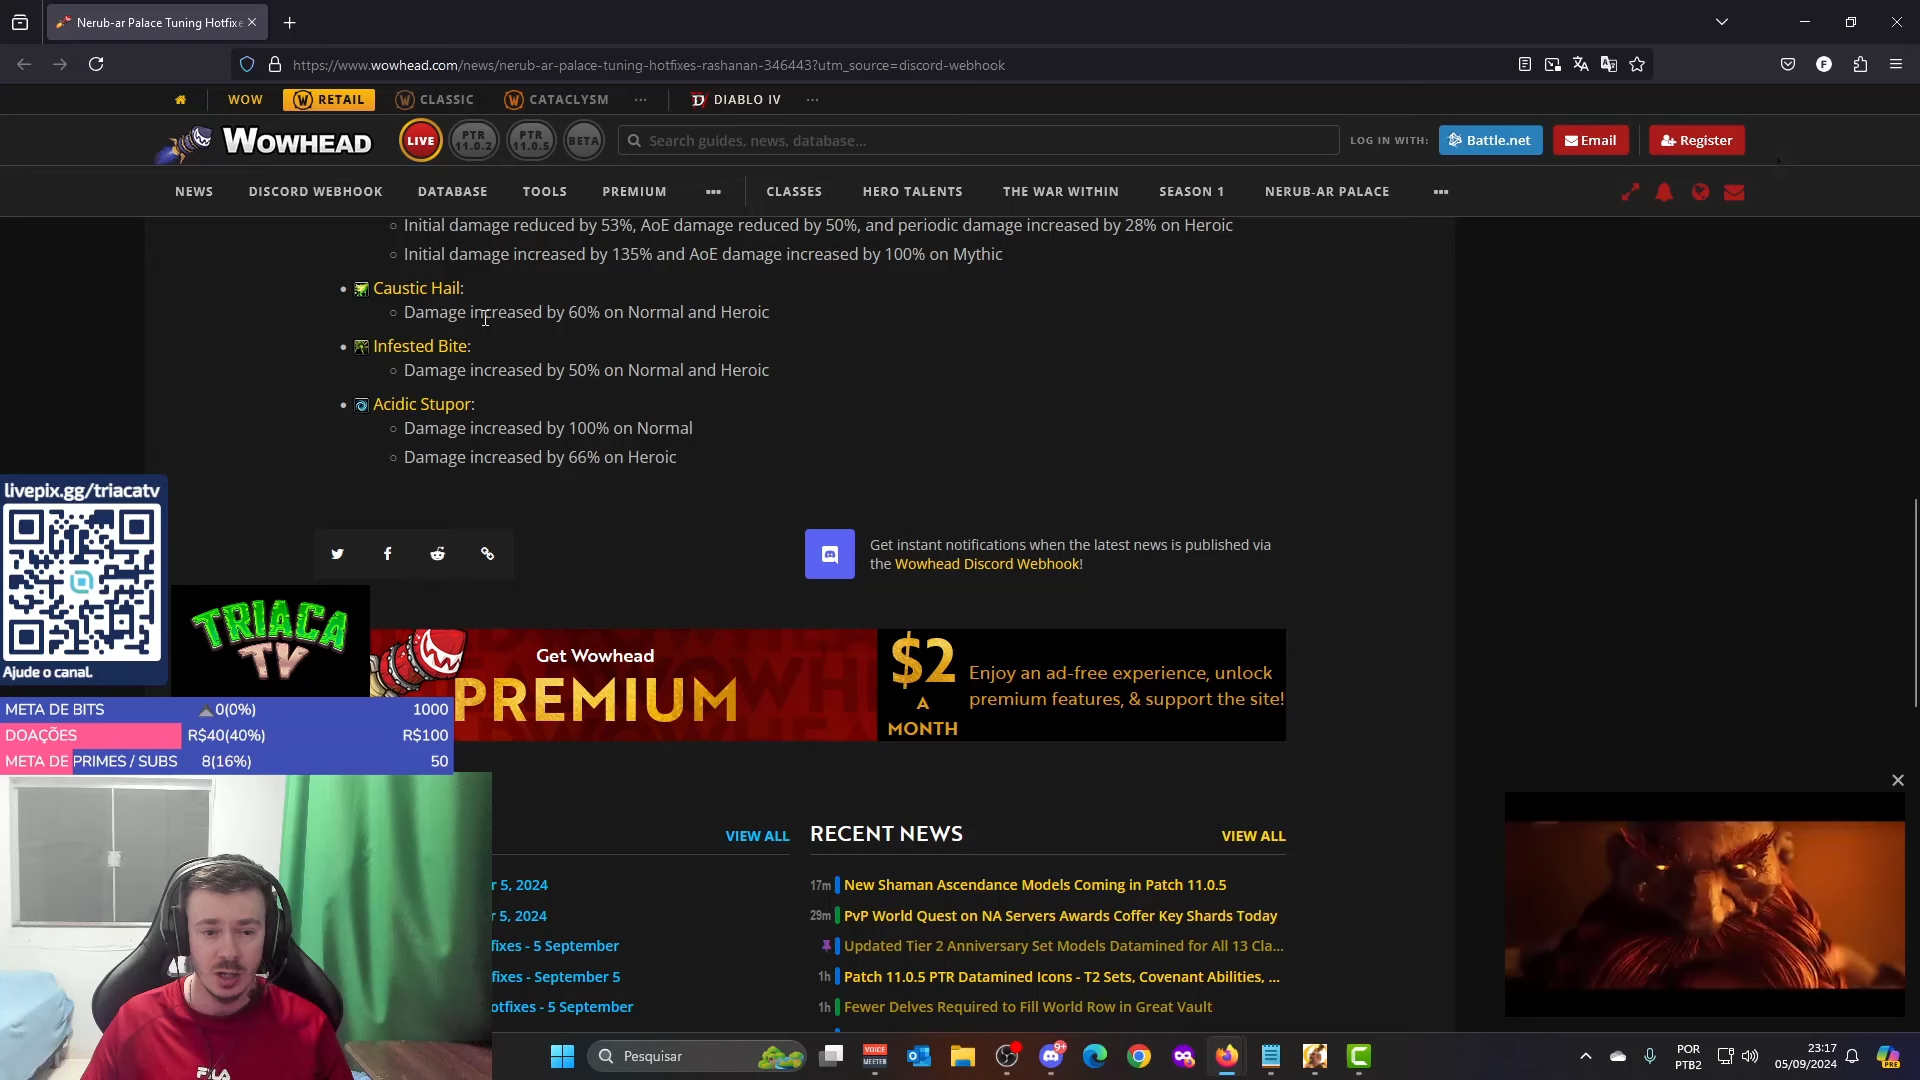 Nerub-ar Palace Tuning Hotfixe
https://www.wowhead.com/news/nerub-ar-palace-tuning-hotfixes-rashanan-346443?utm_source=discord-webhook
WOW RETAIL CLASSIC CATACLYSM ... DIABLO IV ...
WOWHEAD LIVE PTR 11.0.2 PTR 11.0.5 BETA Search guides, news, database... LOG IN WITH: Battle.net Email Register
NEWS DISCORD WEBHOOK DATABASE TOOLS PREMIUM ... CLASSES HERO TALENTS THE WAR WITHIN SEASON 1 NERUB-AR PALACE ...
Initial damage reduced by 53%, AoE damage reduced by 50%, and periodic damage increased by 28% on Heroic
Initial damage increased by 135% and AoE damage increased by 100% on Mythic
Caustic Hail:
Damage increased by 60% on Normal and Heroic
Infested Bite:
Damage increased by 50% on Normal and Heroic
Acidic Stupor:
Damage increased by 100% on Normal
Damage increased by 66% on Heroic
livepix.gg/triacatv
Ajude o canal.
TRIACA
TV
Get instant notifications when the latest news is published via
the Wowhead Discord Webhook!
Get Wowhead
PREMIUM
$2
A
MONTH
Enjoy an ad-free experience, unlock
premium features, & support the site!
META DE BITS 0(0%) 1000
DOAÇÕES R$40(40%) R$100
META DE PRIMES / SUBS 8(16%) 50
VIEW ALL
r 5, 2024
r 5, 2024
fixes - 5 September
fixes - September 5
otfixes - 5 September
RECENT NEWS VIEW ALL
17m New Shaman Ascendance Models Coming in Patch 11.0.5
29m PvP World Quest on NA Servers Awards Coffer Key Shards Today
Updated Tier 2 Anniversary Set Models Datamined for All 13 Cla...
1h Patch 11.0.5 PTR Datamined Icons - T2 Sets, Covenant Abilities, ...
1h Fewer Delves Required to Fill World Row in Great Vault
FILA
Pesquisar
VOICE
MEETER
9+
POR
PTB2
23:17
05/09/2024
PRE